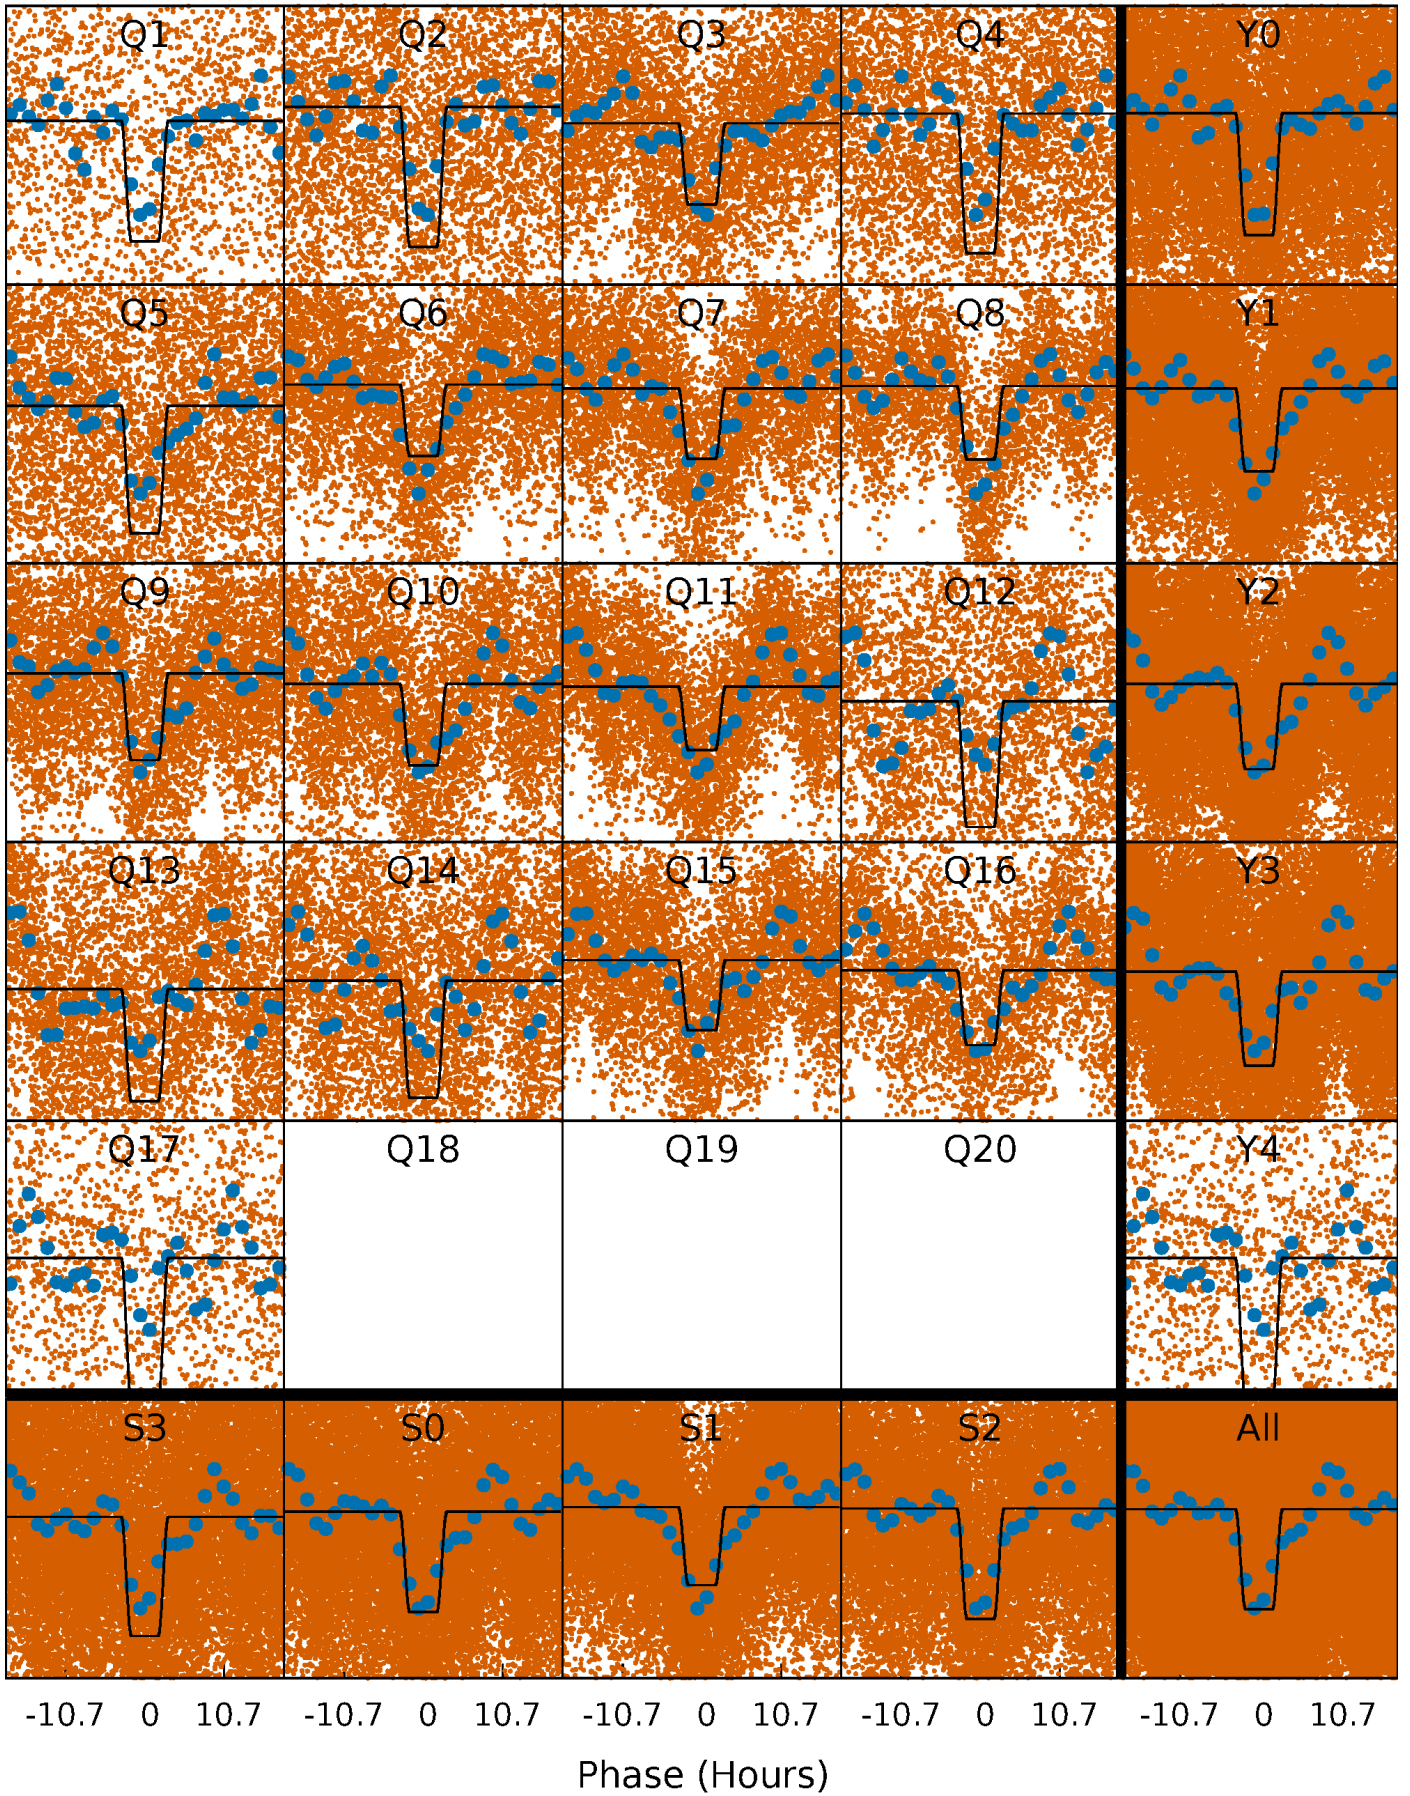 Q1 Q2 Q3 Q4 Y0
Q5 Q6 Q7 Q8 Y1
Q9 Q10 Q11 Q12 Y2
Q13 Q14 Q15 Q16 Y3
Q17 Q18 Q19 Q20 Y4
S3 S0 S1 S2 All
-10.7 0 10.7 -10.7 0 10.7 -10.7 0 10.7 -10.7 0 10.7 -10.7 0 10.7
Phase (Hours)